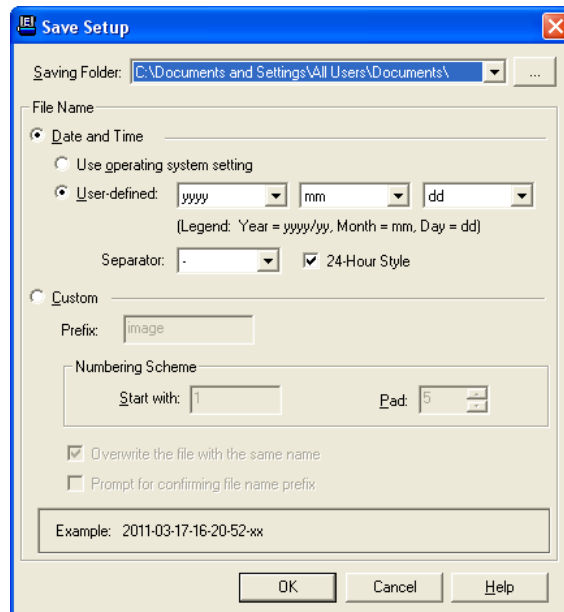 Save Setup
Saving Folder: C:\Documents and Settings\All Users\Documents\ ...
File Name
Date and Time
Use operating system setting
User-defined: yyyy mm dd
(Legend: Year = yyyy/yy, Month = mm, Day = dd)
Separator: - 24-Hour Style
Custom
Prefix: image
Numbering Scheme
Start with: 1 Pad: 5
Overwrite the file with the same name
Prompt for confirming file name prefix
Example: 2011-03-17-16-20-52-xx
OK Cancel Help